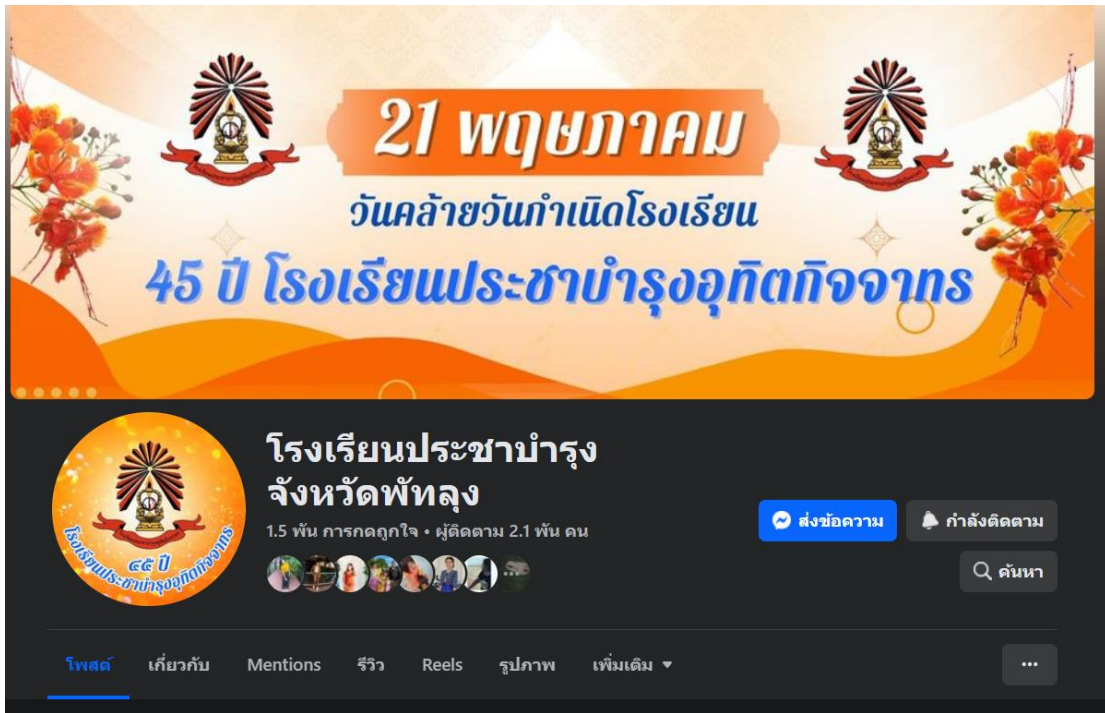 21 พฤษภาคม
วันคล้ายวันกำเนิดโรงเรียน
45 ปี โรงเรียนประชาบำรุงอุทิตกิจจาทร
๔๕ ปี
โรงเรียนประชาบำรุงอุทิตกิจจาทร
โรงเรียนประชาบำรุง
จังหวัดพัทลุง
1.5 พัน การกดถูกใจ • ผู้ติดตาม 2.1 พัน คน
ส่งข้อความ
กำลังติดตาม
ค้นหา
โพสต์ เกี่ยวกับ Mentions รีวิว Reels รูปภาพ เพิ่มเติม